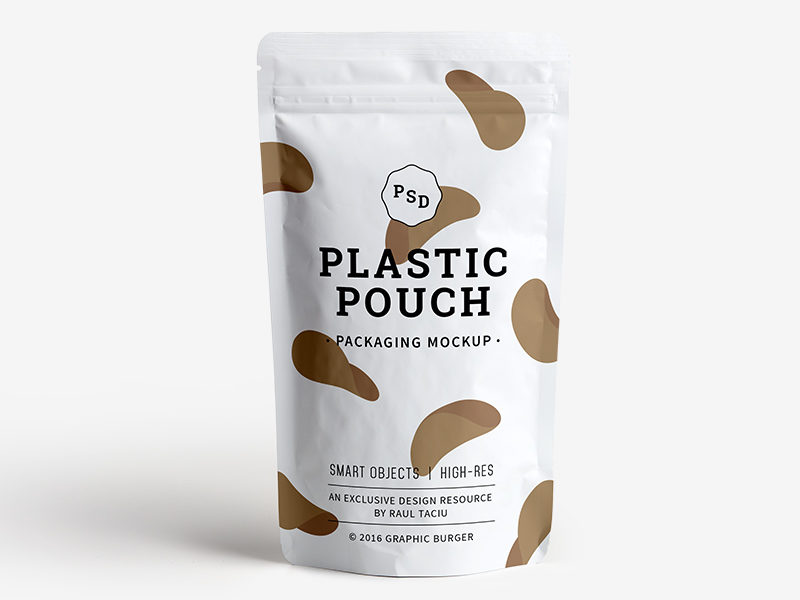 PSD
PLASTIC
POUCH
• PACKAGING MOCKUP •
SMART OBJECTS | HIGH-RES
AN EXCLUSIVE DESIGN RESOURCE
BY RAUL TACIU
© 2016 GRAPHIC BURGER